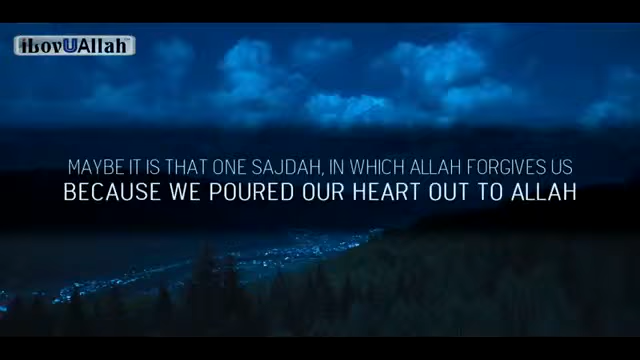 iLovUAllah
MAYBE IT IS THAT ONE SAJDAH, IN WHICH ALLAH FORGIVES US
BECAUSE WE POURED OUR HEART OUT TO ALLAH